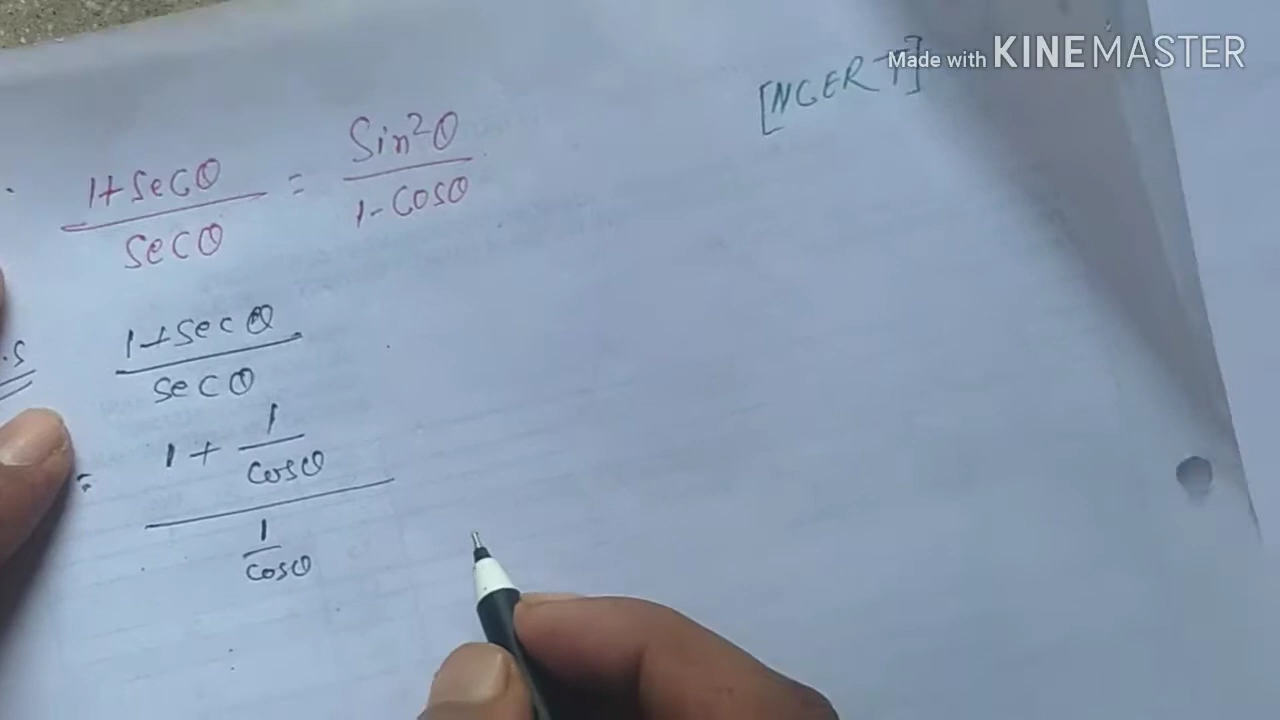 Made with KINEMASTER
[NCERT]
1+secθ/secθ = Sin²θ/1-cosθ
.S 1+secθ/secθ
= 1 + 1/cosθ / 1/cosθ